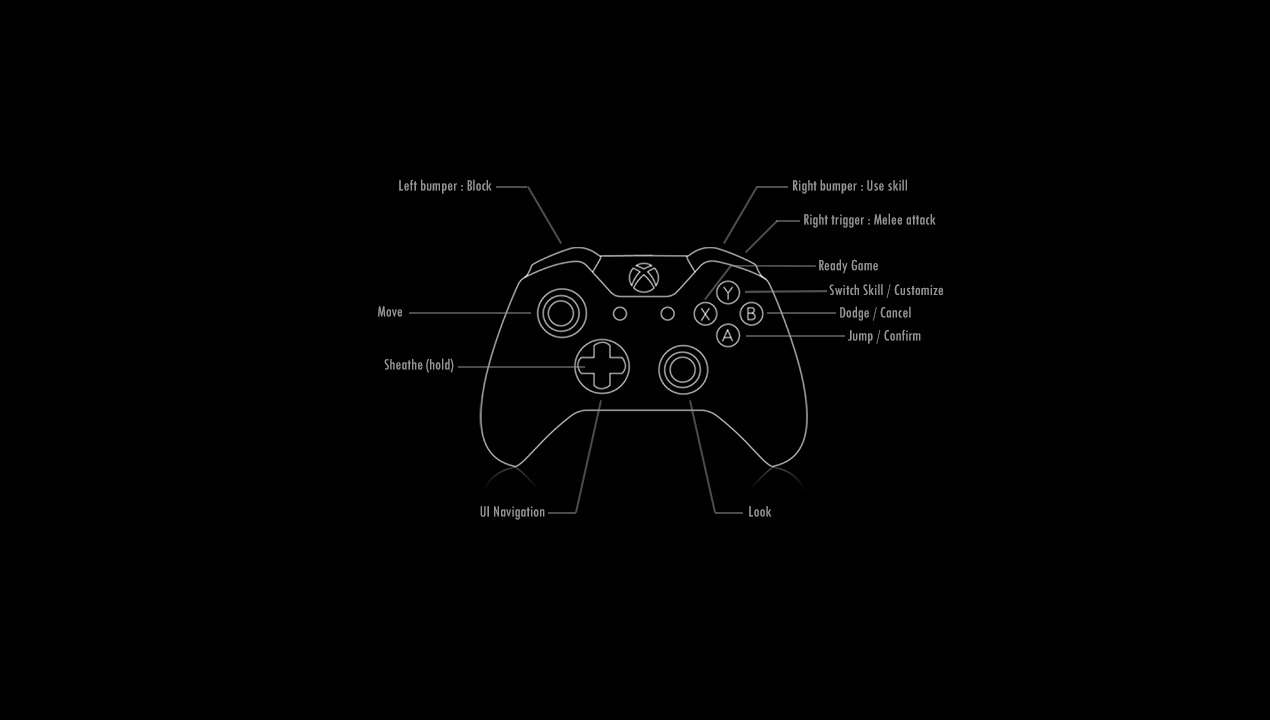 Left bumper : Block
Right bumper : Use skill
Right trigger : Melee attack
Ready Game
Switch Skill / Customize
Y
Move
X
B
Dodge / Cancel
A
Jump / Confirm
Sheathe (hold)
UI Navigation
Look